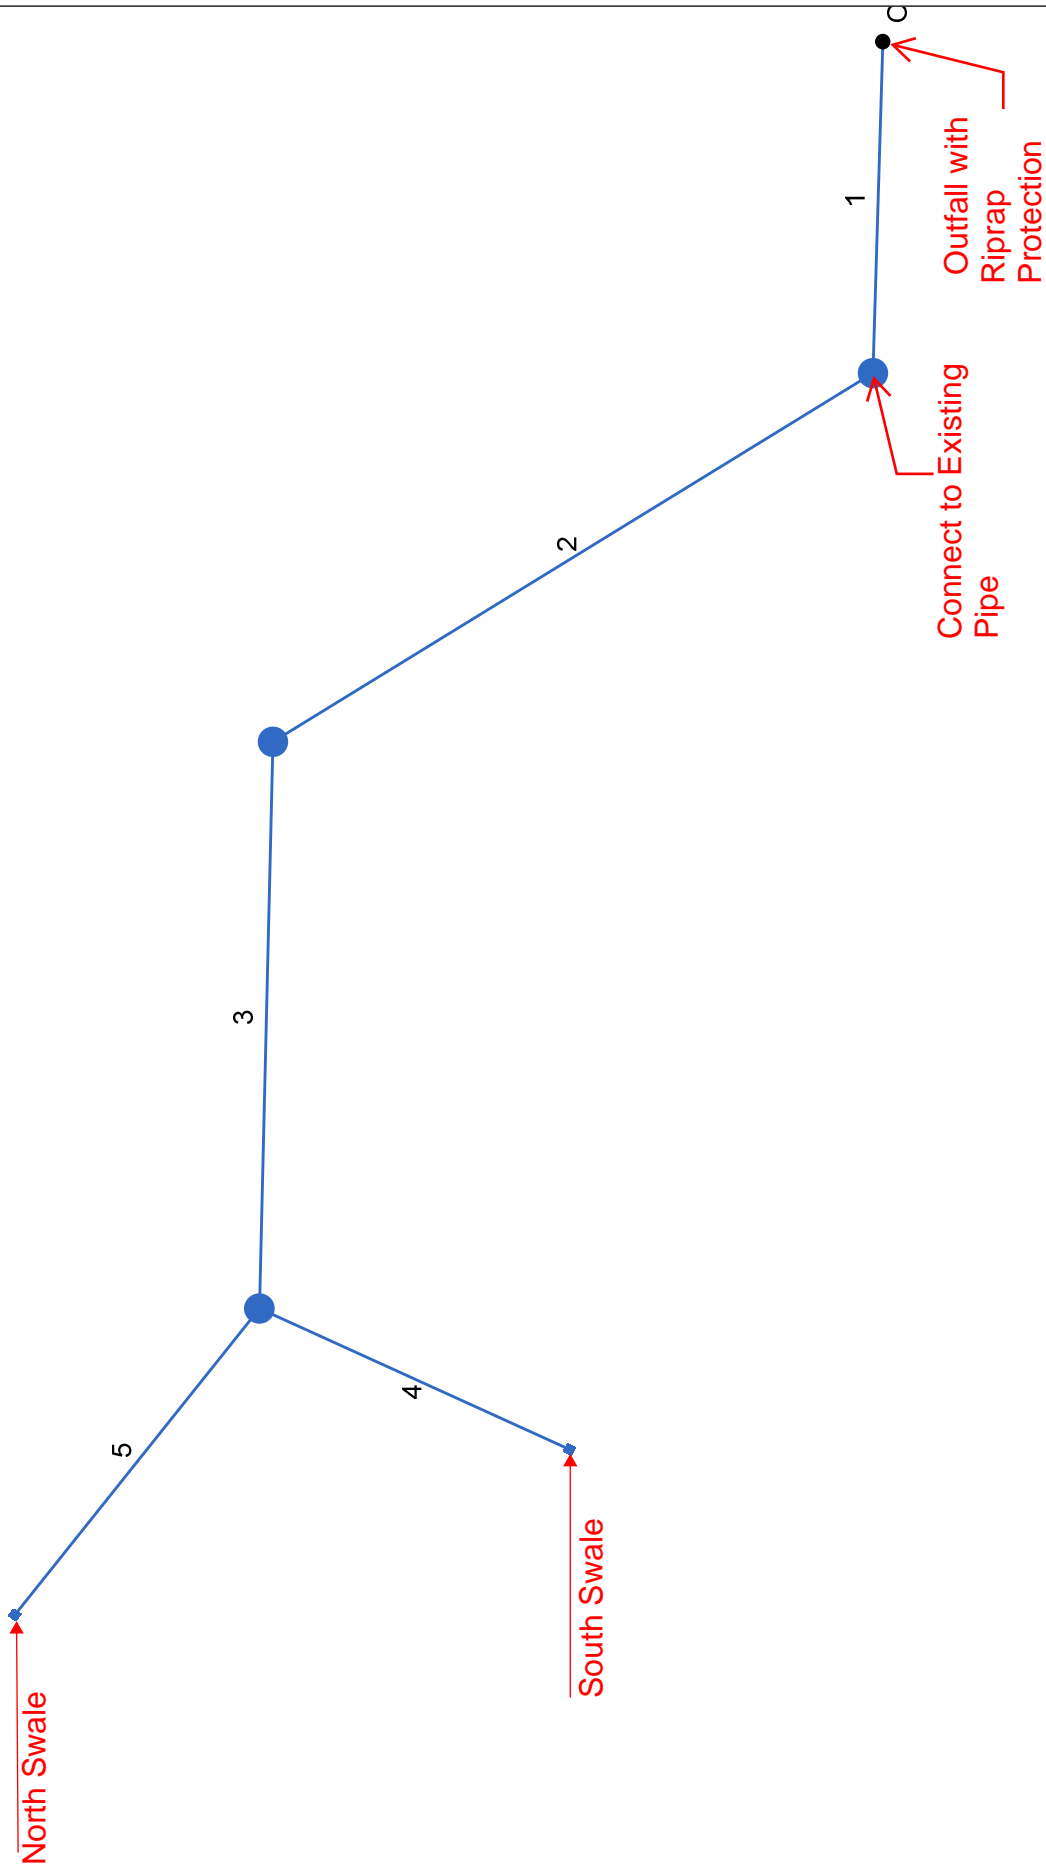 North Swale
5
4
South Swale
3
2
Connect to Existing
Pipe
1
Outfall with
Riprap
Protection